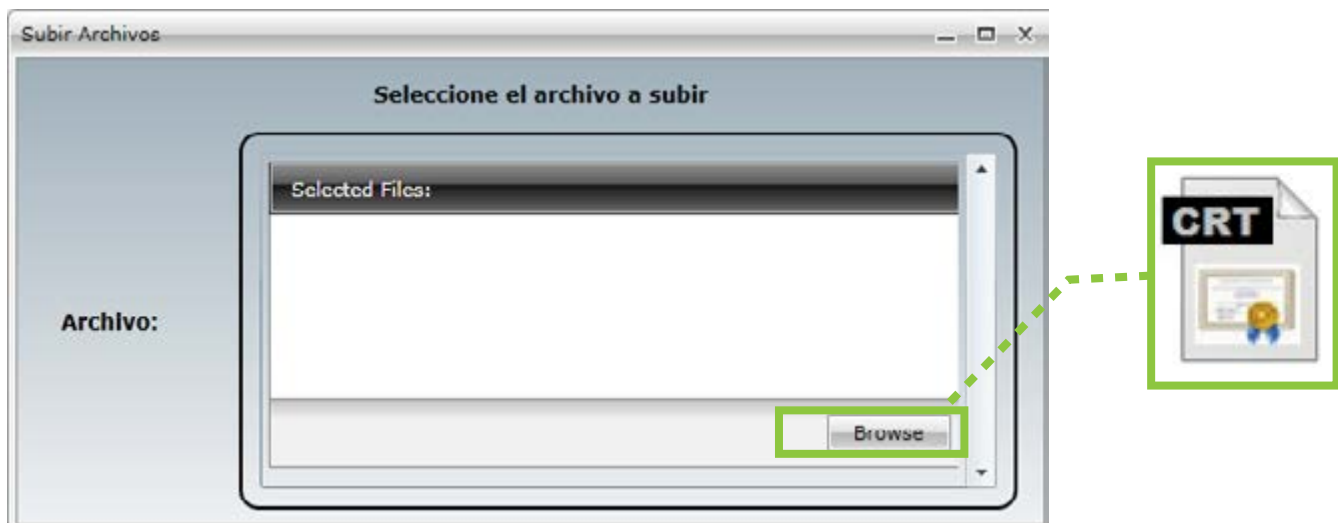 Subir Archivos
Seleccione el archivo a subir
Selected Files:
CRT
Archivo:
Browse